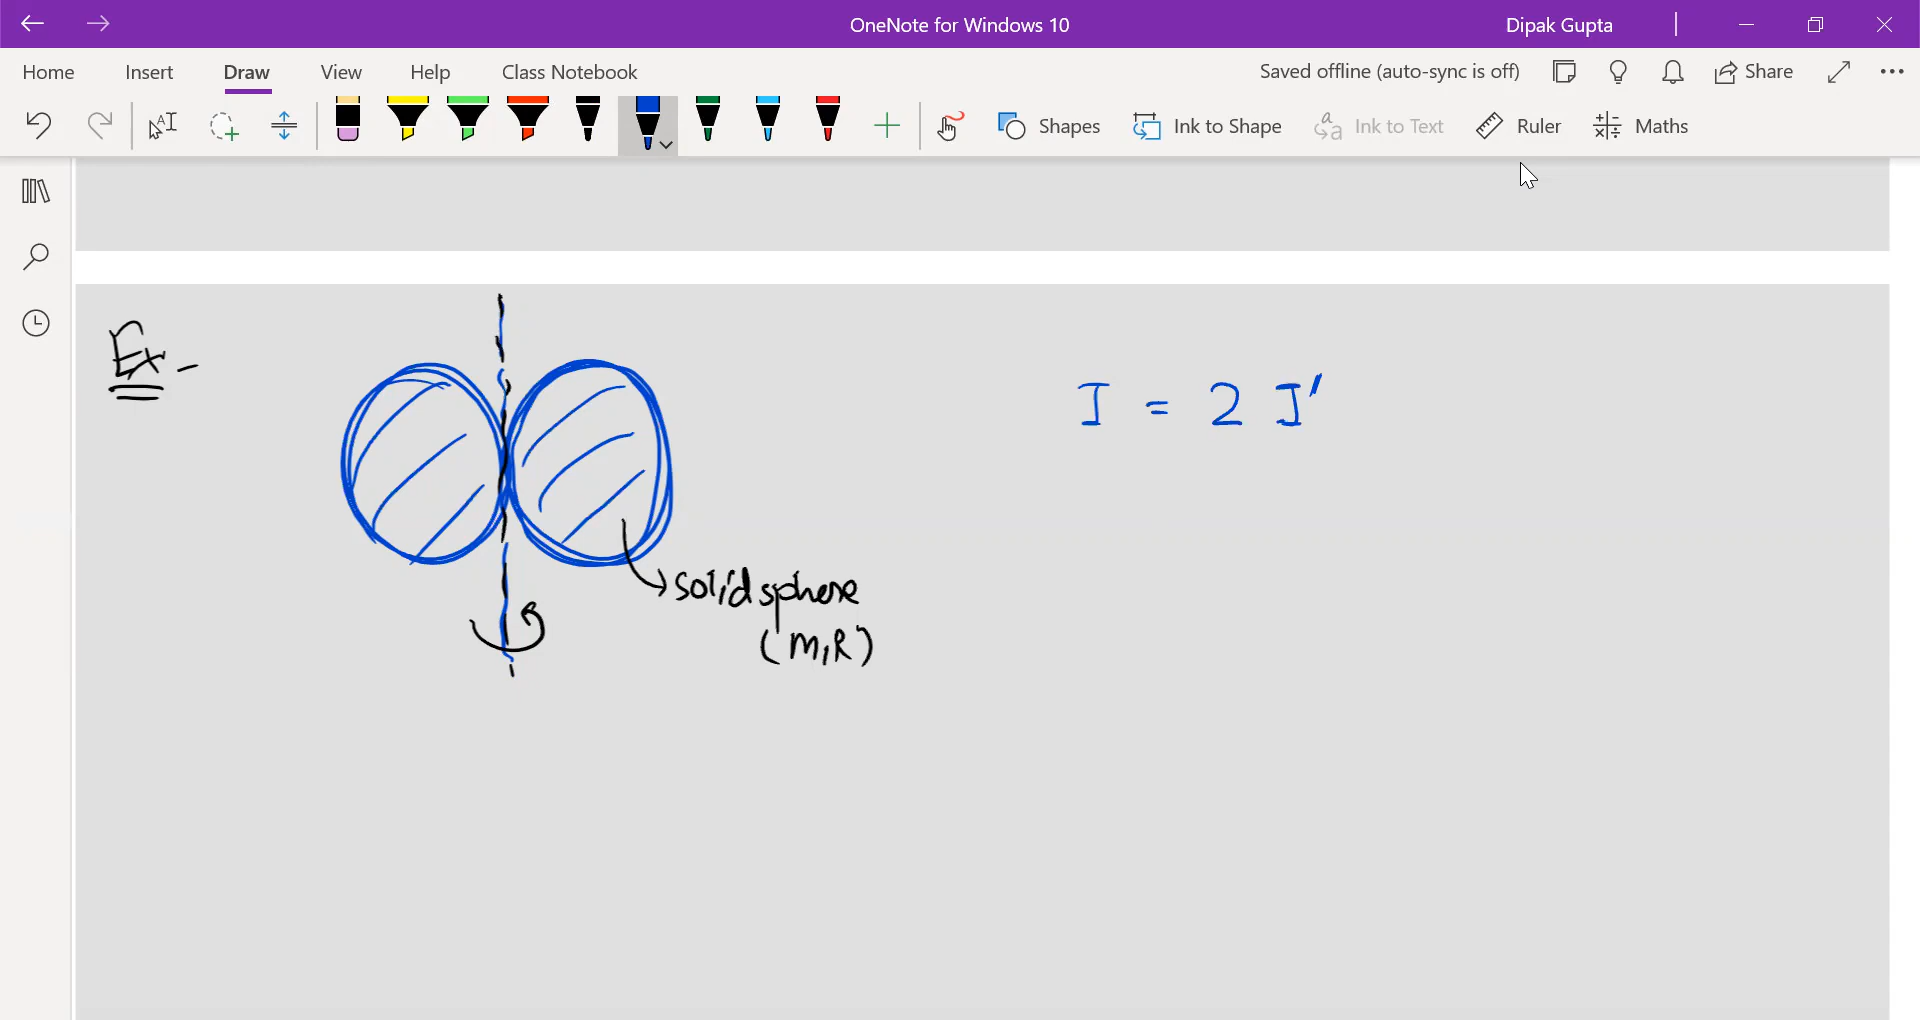 OneNote for Windows 10
Dipak Gupta
Home Insert Draw View Help Class Notebook
Saved offline (auto-sync is off) Share
Shapes Ink to Shape Ink to Text Ruler Maths
Ex -
I = 2 I'
solid sphere
(m, R)